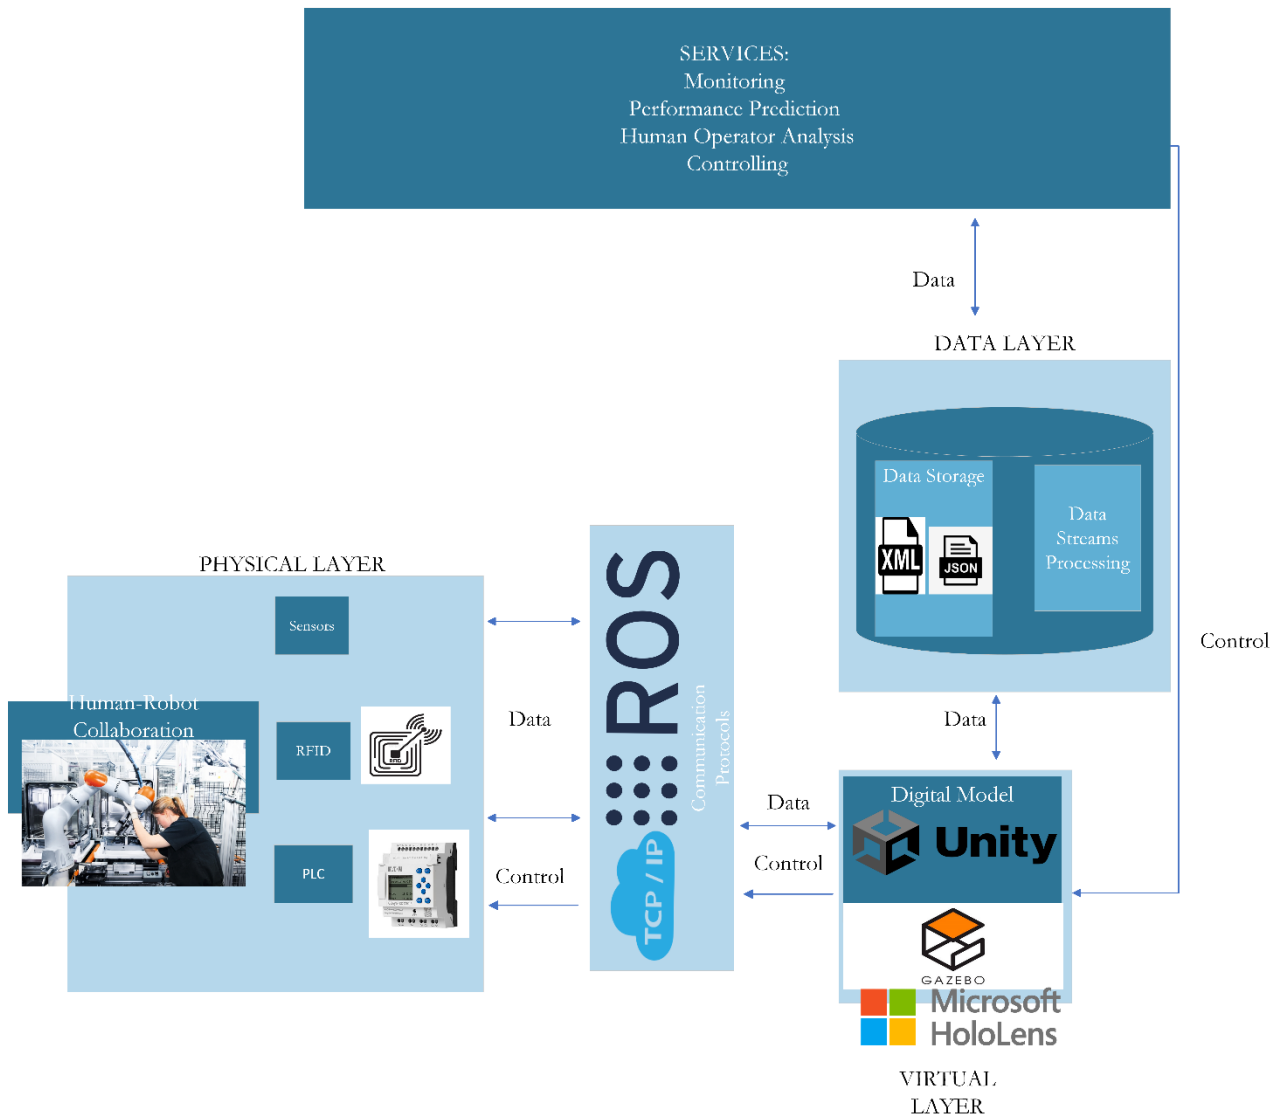 SERVICES:
Monitoring
Performance Prediction
Human Operator Analysis
Controlling
Data
DATA LAYER
Data Storage
XML
JSON
Data
Streams
Processing
Control
PHYSICAL LAYER
Sensors
Human-Robot
Collaboration
RFID
PLC
Data
Control
ROS
TCP / IP
Communication
Protocols
Data
Data
Control
Digital Model
Unity
GAZEBO
Microsoft
HoloLens
VIRTUAL
LAYER